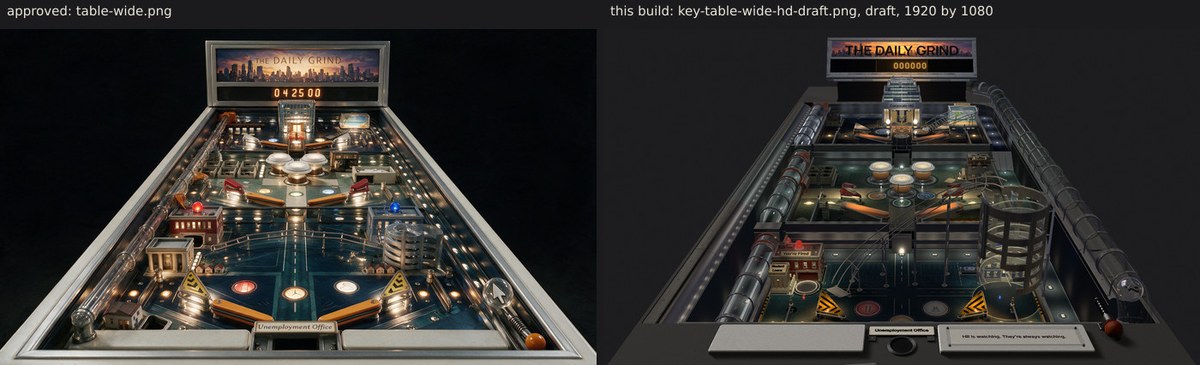 approved: table-wide.png
this build: key-table-wide-hd-draft.png, draft, 1920 by 1080
THE DAILY GRIND
042500
Unemployment Office
THE DAILY GRIND
000000
U
Unemployment Office
HR is watching. They're always watching.